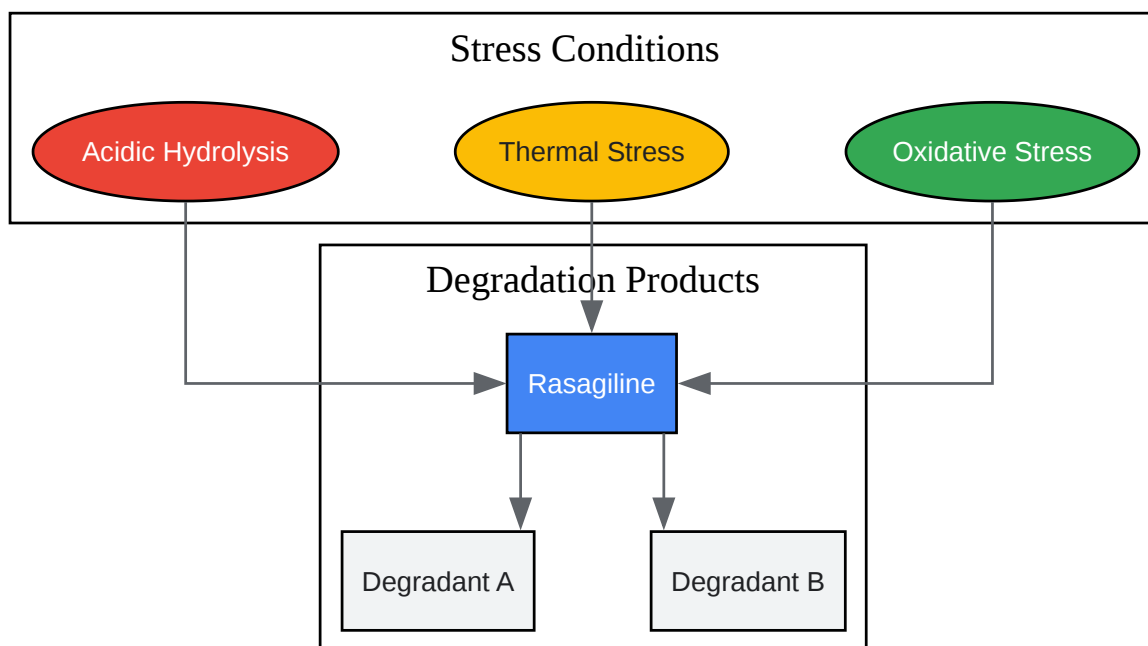 Stress Conditions
Acidic Hydrolysis
Thermal Stress
Oxidative Stress
Degradation Products
Rasagiline
Degradant A
Degradant B